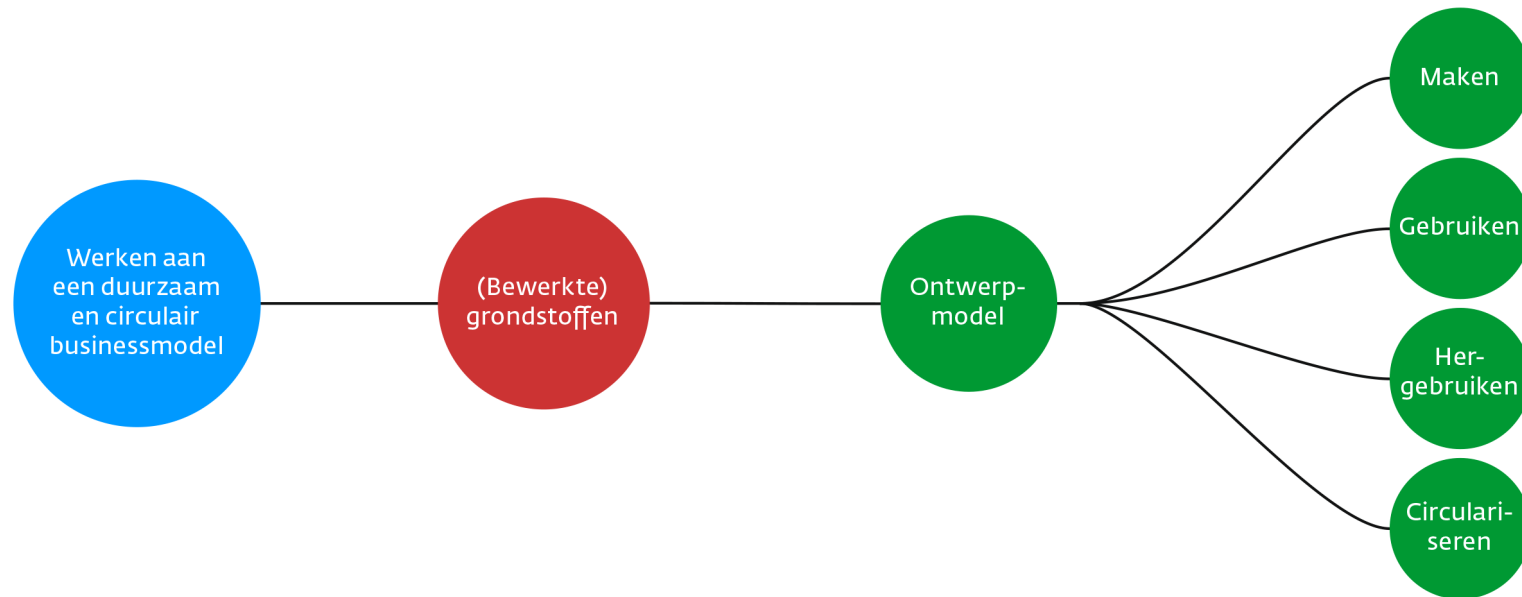 Werken aan
een duurzaam
en circulair
businessmodel
(Bewerkte)
grondstoffen
Ontwerp-
model
Maken
Gebruiken
Her-
gebruiken
Circulari-
seren